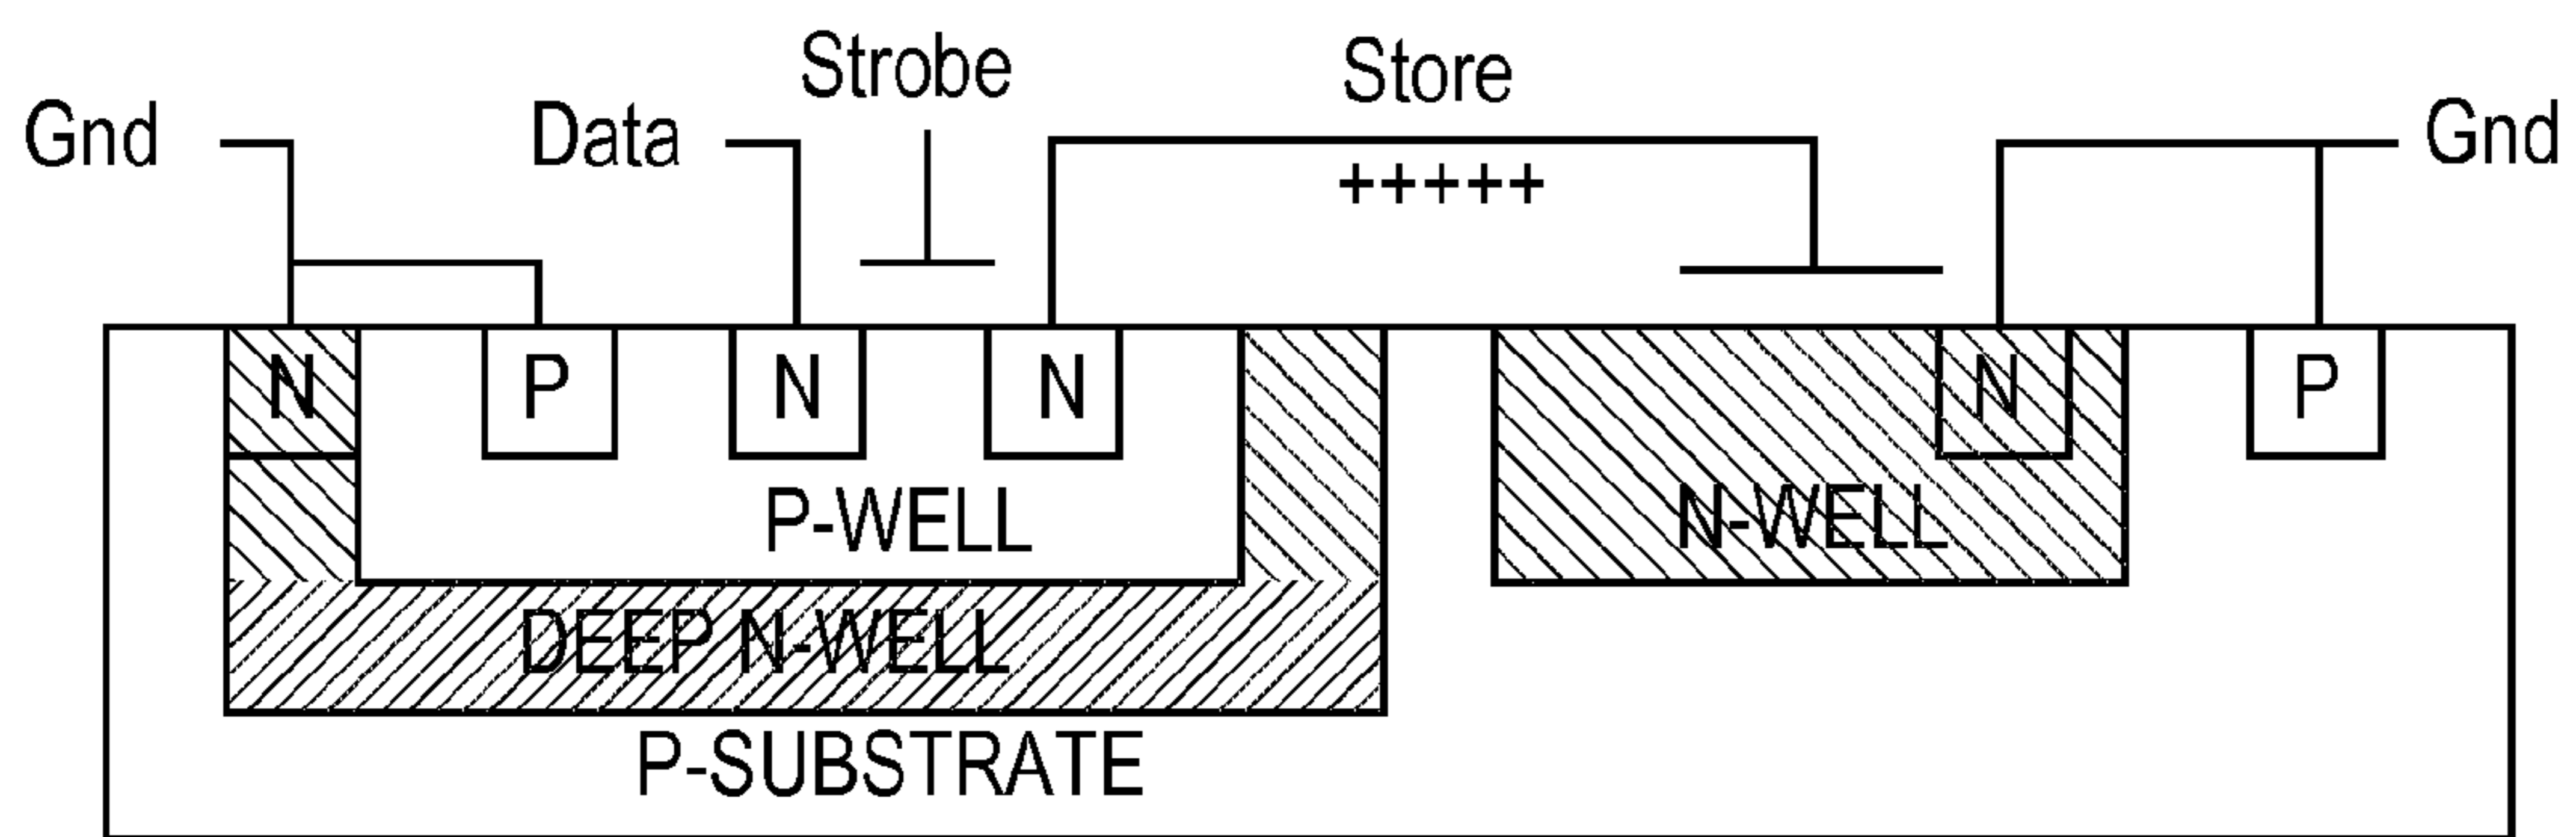 Strobe
Store
Gnd
Data
Gnd
+++++
N
P
N
N
N
P
P-WELL
N-WELL
DEEP N-WELL
P-SUBSTRATE